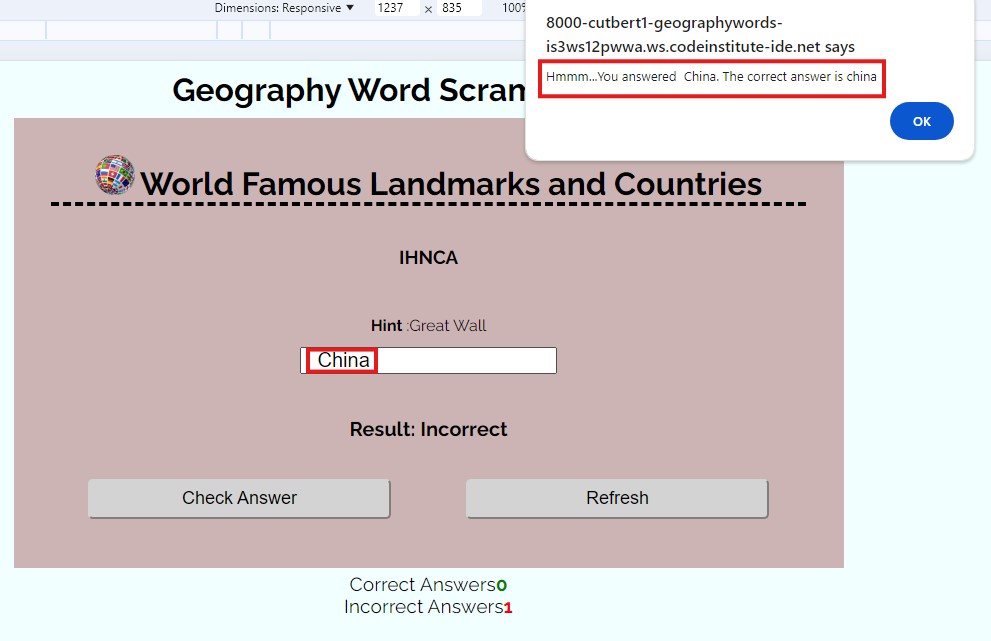 Dimensions: Responsive ▼ 1237 × 835 100%
8000-cutbert1-geographywords-
is3ws12pwwa.ws.codeinstitute-ide.net says
Hmmm...You answered  China. The correct answer is china
OK
Geography Word Scram
World Famous Landmarks and Countries
IHNCA
Hint :Great Wall
China
Result: Incorrect
Check Answer Refresh
Correct Answers0
Incorrect Answers1